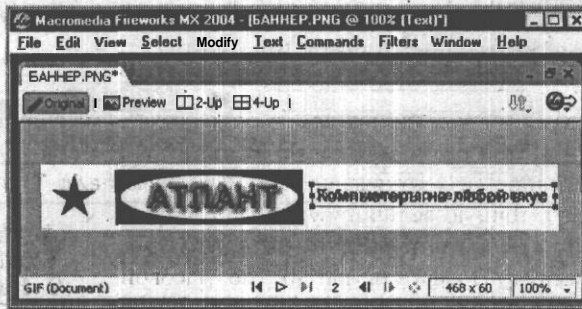 Macromedia Fireworks MX 2004 - [БАННЕР.PNG @ 100% (Text)*]
File Edit View Select Modify Text Commands Filters Window Help
БАННЕР.PNG*
Original Preview 2-Up 4-Up
АТЛАНТ Компьютеры на любой вкус
GIF (Document) 2 468 x 60 100%